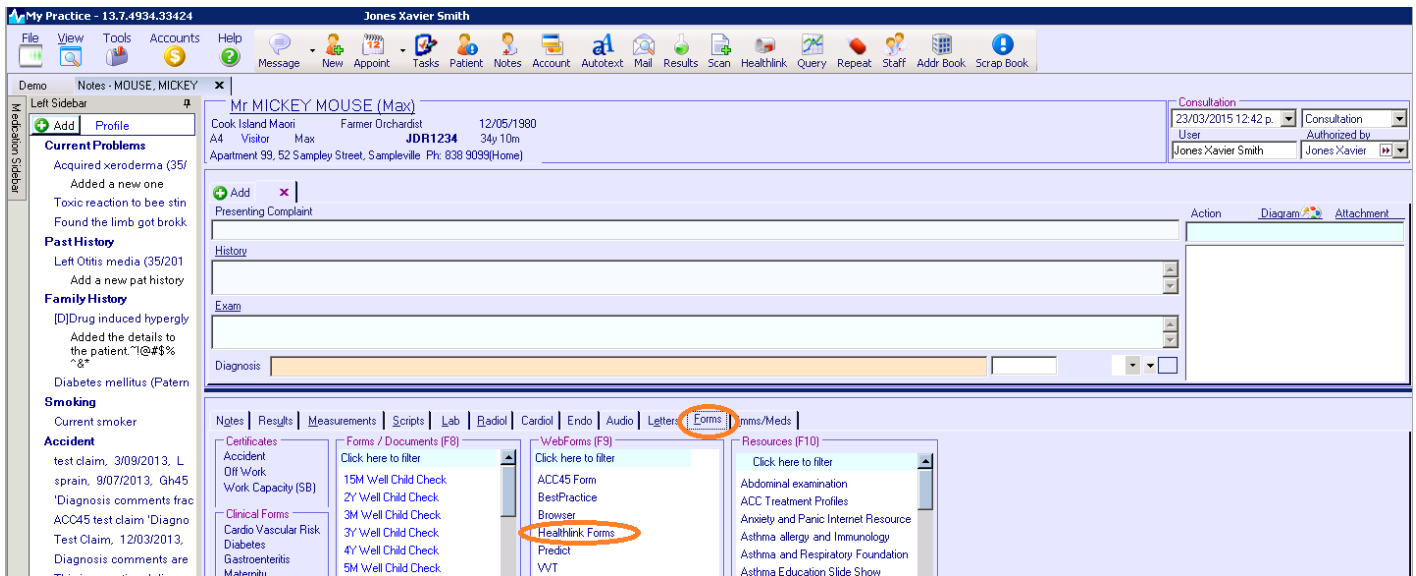 My Practice - 13.7.4934.33424
Jones Xavier Smith
File View Tools Accounts Help
Message New Appoint Tasks Patient Notes Account Autotext Mail Results Scan Healthlink Query Repeat Staff Addr Book Scrap Book
Demo Notes - MOUSE, MICKEY
Medication Sidebar
Left Sidebar
Add Profile
Current Problems
Acquired xeroderma (35/
Added a new one
Toxic reaction to bee stin
Found the limb got brokk
Past History
Left Otitis media (35/201
Add a new pat history
Family History
[D]Drug induced hypergly
Added the details to
the patient.~!@#$%
^&*
Diabetes mellitus (Patern
Smoking
Current smoker
Accident
test claim, 3/09/2013, L
sprain, 9/07/2013, Gh45
'Diagnosis comments frac
ACC45 test claim 'Diagno
Test Claim, 12/03/2013,
Diagnosis comments are
Mr MICKEY MOUSE (Max)
Cook Island Maori Farmer Orchardist 12/05/1980
A4 Visitor Max JDR1234 34y 10m
Apartment 99, 52 Sampley Street, Sampleville Ph: 838 9099(Home)
Consultation
23/03/2015 12:42 p. Consultation
User Authorized by
Jones Xavier Smith Jones Xavier
Add
Presenting Complaint
History
Exam
Diagnosis
Action Diagram Attachment
Notes Results Measurements Scripts Lab Radiol Cardiol Endo Audio Letters Forms Imms/Meds
Certificates
Accident
Off Work
Work Capacity (SB)
Clinical Forms
Cardio Vascular Risk
Diabetes
Gastroenteritis
Maternity
Forms / Documents (F8)
Click here to filter
15M Well Child Check
2Y Well Child Check
3M Well Child Check
3Y Well Child Check
4Y Well Child Check
5M Well Child Check
WebForms (F9)
Click here to filter
ACC45 Form
BestPractice
Browser
Healthlink Forms
Predict
VVT
Resources (F10)
Click here to filter
Abdominal examination
ACC Treatment Profiles
Anxiety and Panic Internet Resource
Asthma allergy and Immunology
Asthma and Respiratory Foundation
Asthma Education Slide Show